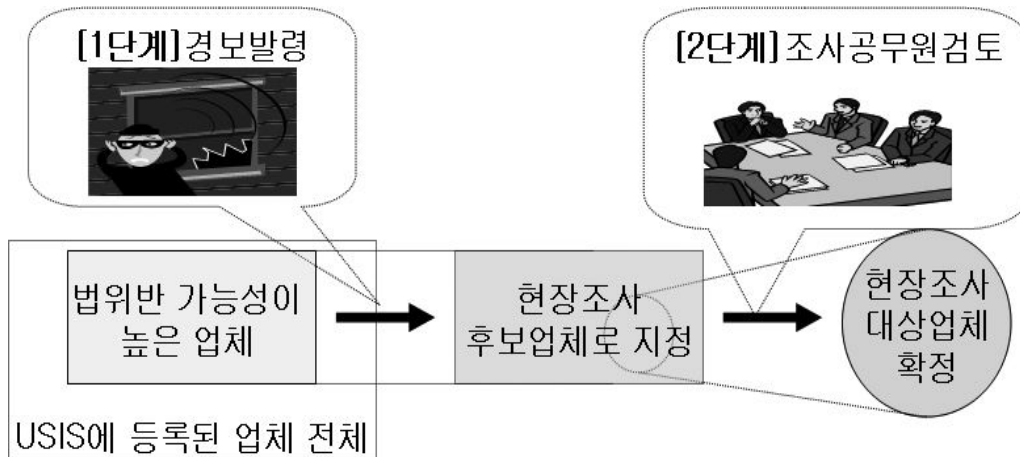 [1단계]경보발령
[2단계]조사공무원검토
법위반 가능성이
높은 업체
현장조사
후보업체로 지정
현장조사
대상업체
확정
USIS에 등록된 업체 전체